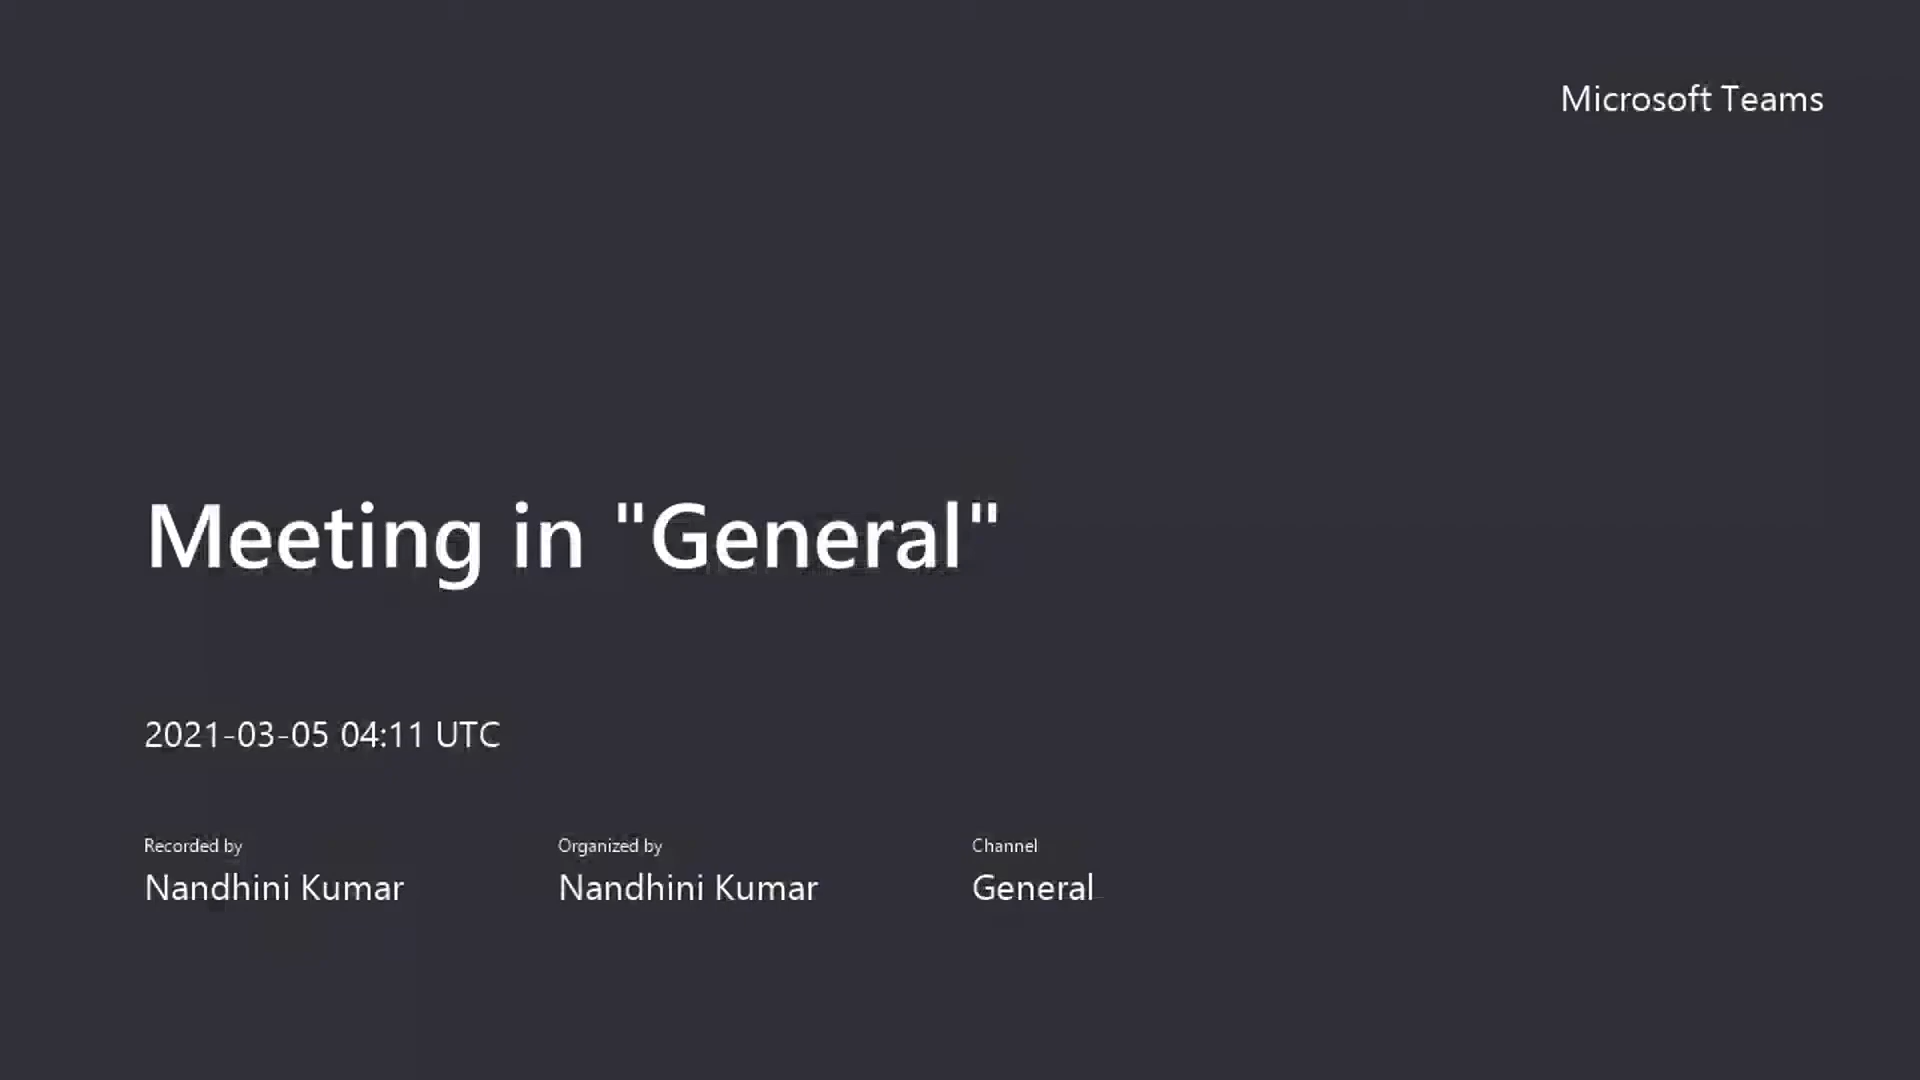 Microsoft Teams
Meeting in "General"
2021-03-05 04:11 UTC
Recorded by
Nandhini Kumar
Organized by
Nandhini Kumar
Channel
General